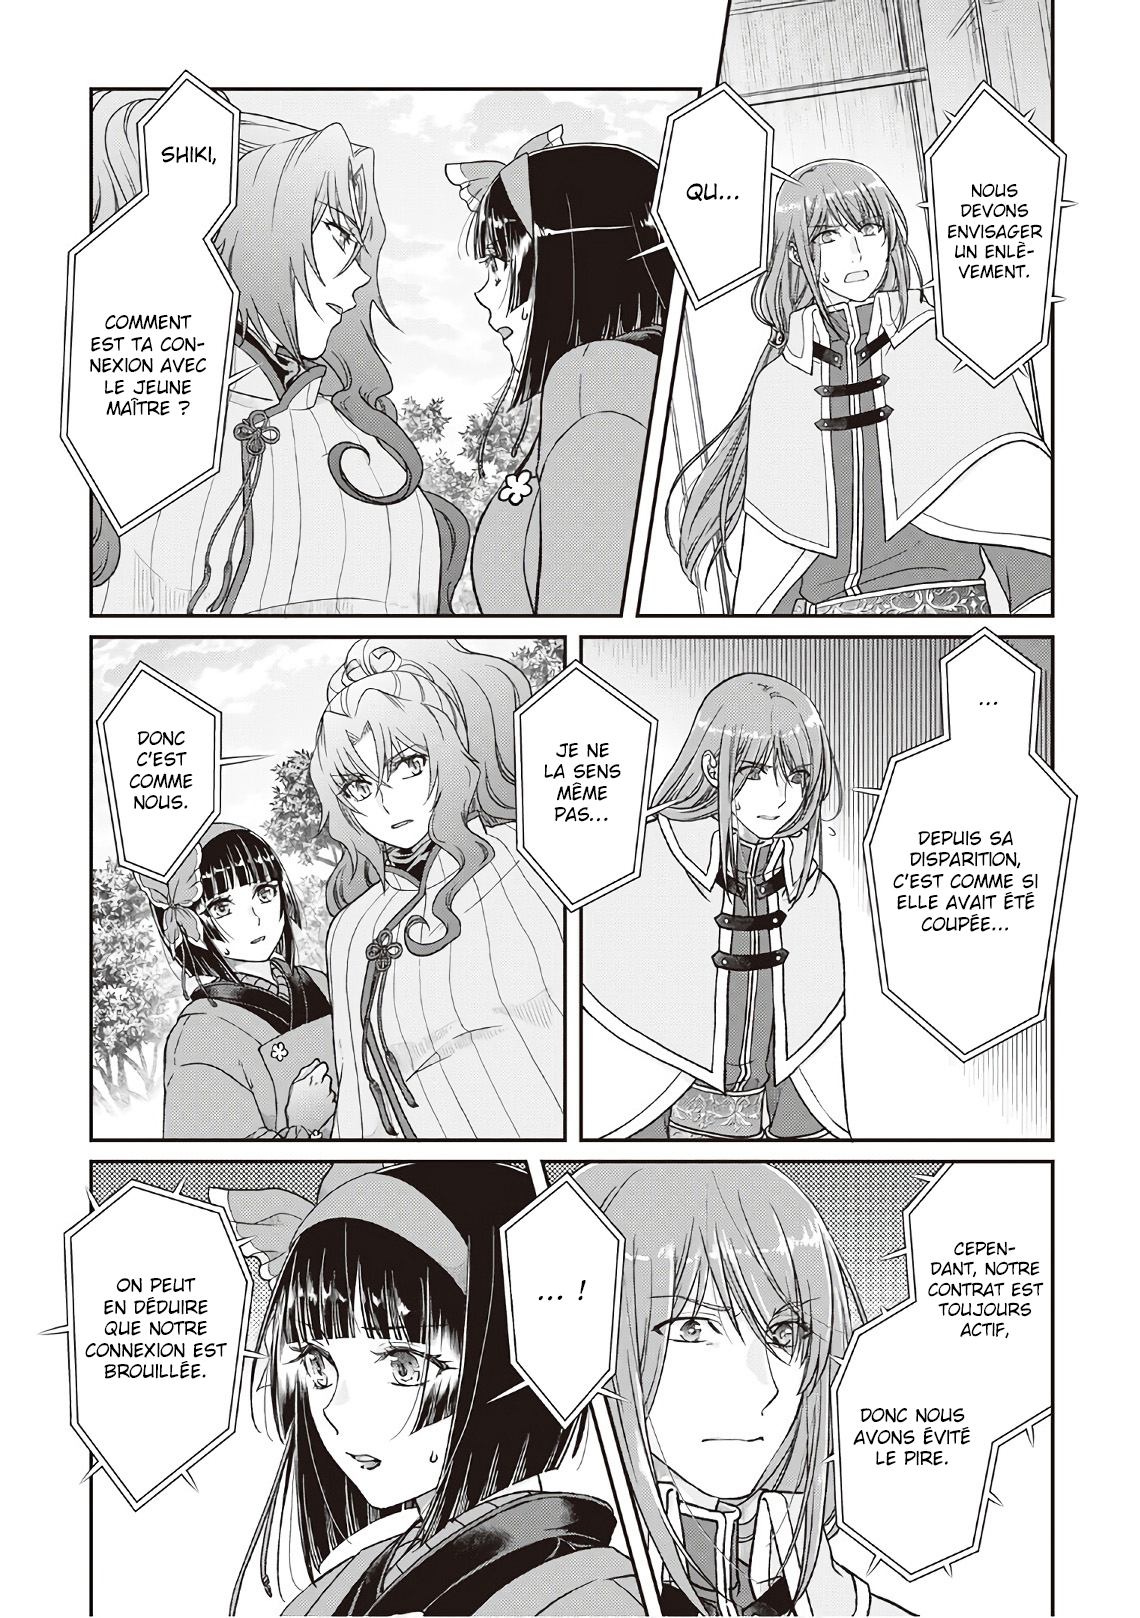 NOUS
DEVONS
ENVISAGER
UN ENLÈ-
VEMENT.
QU...
SHIKI,
COMMENT
EST TA CON-
NEXION AVEC
LE JEUNE
MAÎTRE ?
...
DEPUIS SA
DISPARITION,
C'EST COMME SI
ELLE AVAIT ÉTÉ
COUPÉE...
JE NE
LA SENS
MÊME
PAS...
DONC
C'EST
COMME
NOUS.
CEPEN-
DANT, NOTRE
CONTRAT EST
TOUJOURS
ACTIF,
DONC NOUS
AVONS ÉVITÉ
LE PIRE.
... !
ON PEUT
EN DÉDUIRE
QUE NOTRE
CONNEXION EST
BROUILLÉE.